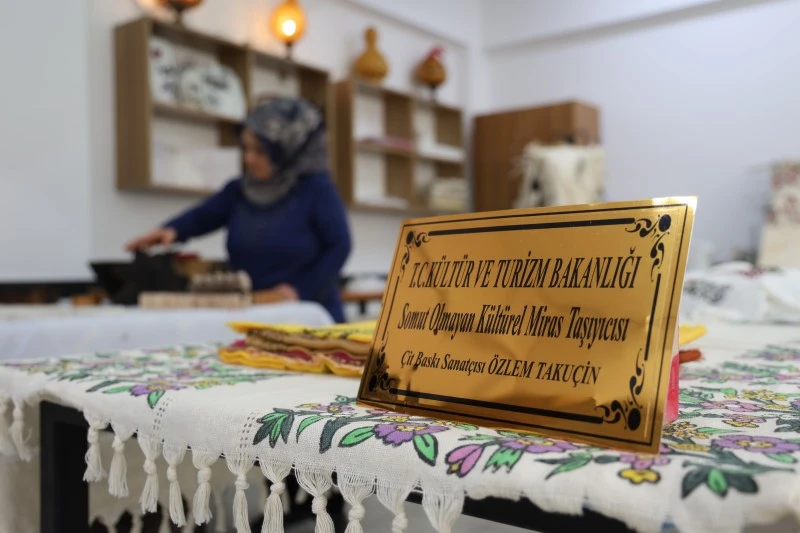 T.C.KÜLTÜR VE TURİZM BAKANLIĞI
Somut Olmayan Kültürel Miras Taşıyıcısı
Çit Baskı Sanatçısı ÖZLEM TAKUÇİN